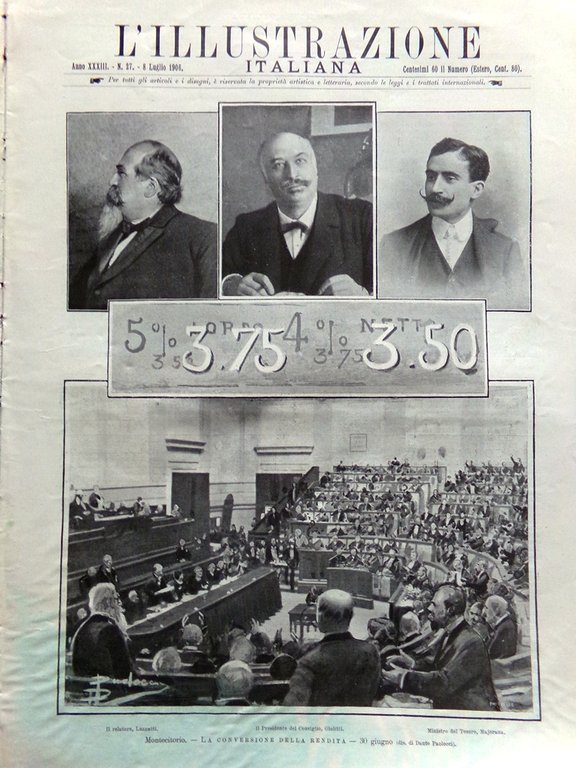 L'ILLUSTRAZIONE
ITALIANA
Anno XXXIII. - N. 27. - 8 Luglio 1906.
Centesimi 60 il Numero (Estero, Cent. 80).
Per tutti gli articoli e i disegni, è riservata la proprietà artistica e letteraria, secondo le leggi e i trattati internazionali.
5% 4% NETTO
3.75 3.50
3.75
Il relatore, Luzzatti. Il Presidente del Consiglio, Giolitti. Ministro del Tesoro, Majorana.
Montecitorio. — LA CONVERSIONE DELLA RENDITA — 30 giugno (dis. di Dante Paolocci).